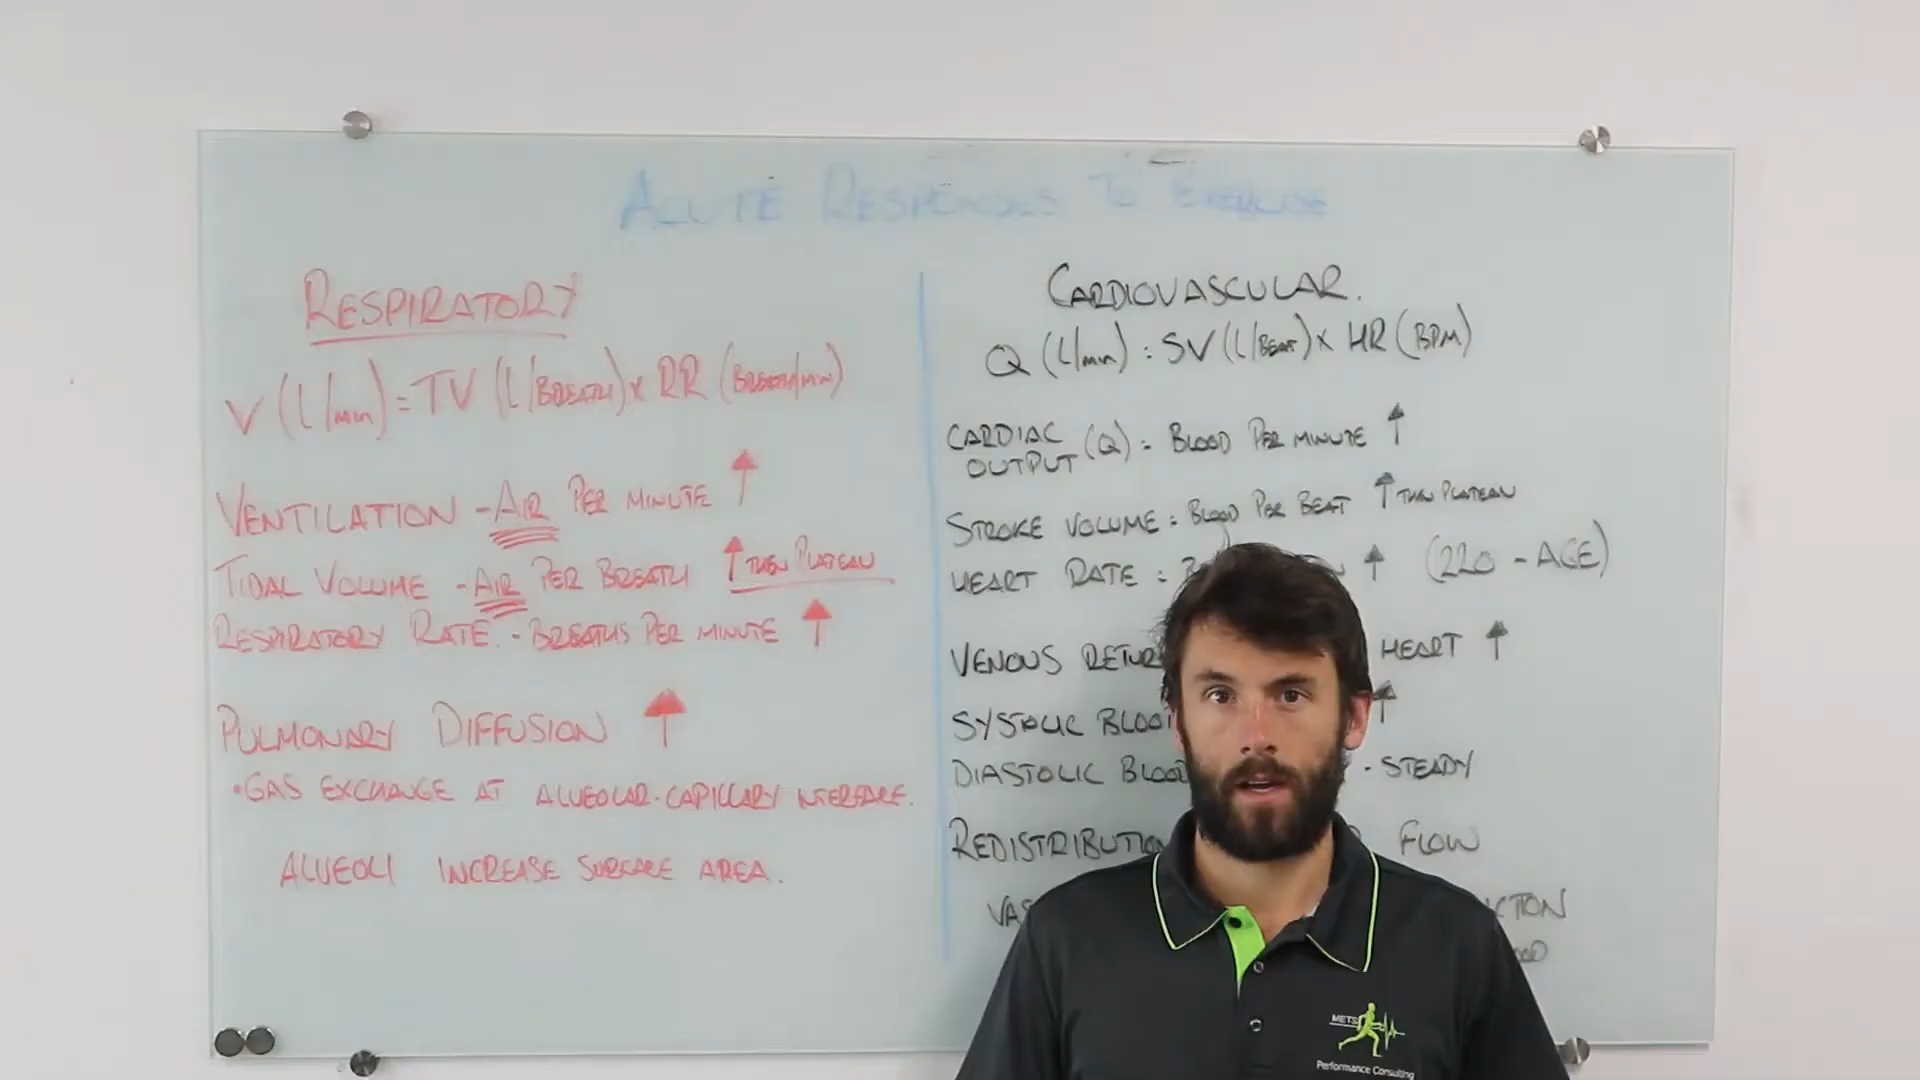 ACUTE RESPONSES TO EXERCISE
RESPIRATORY
V (L/min) = TV (L/BREATH) x RR (BREATH/MIN)
VENTILATION - AIR PER MINUTE ↑
TIDAL VOLUME - AIR PER BREATH ↑ THEN PLATEAU
RESPIRATORY RATE. - BREATHS PER MINUTE ↑
PULMONARY DIFFUSION ↑
• GAS EXCHANGE AT ALVEOLAR-CAPILLARY INTERFACE.
ALVEOLI INCREASE SURFACE AREA.
CARDIOVASCULAR.
Q (L/min) = SV (L/BEAT) x HR (BPM)
CARDIAC OUTPUT (Q) = BLOOD PER MINUTE ↑
STROKE VOLUME = BLOOD PER BEAT ↑ THEN PLATEAU
HEART RATE = ↑ (220 - AGE)
VENOUS HEART ↑
SYSTOLIC ↑
DIASTOLIC - STEADY
REDISTRIBUTION FLOW
METS
Performance Consulting